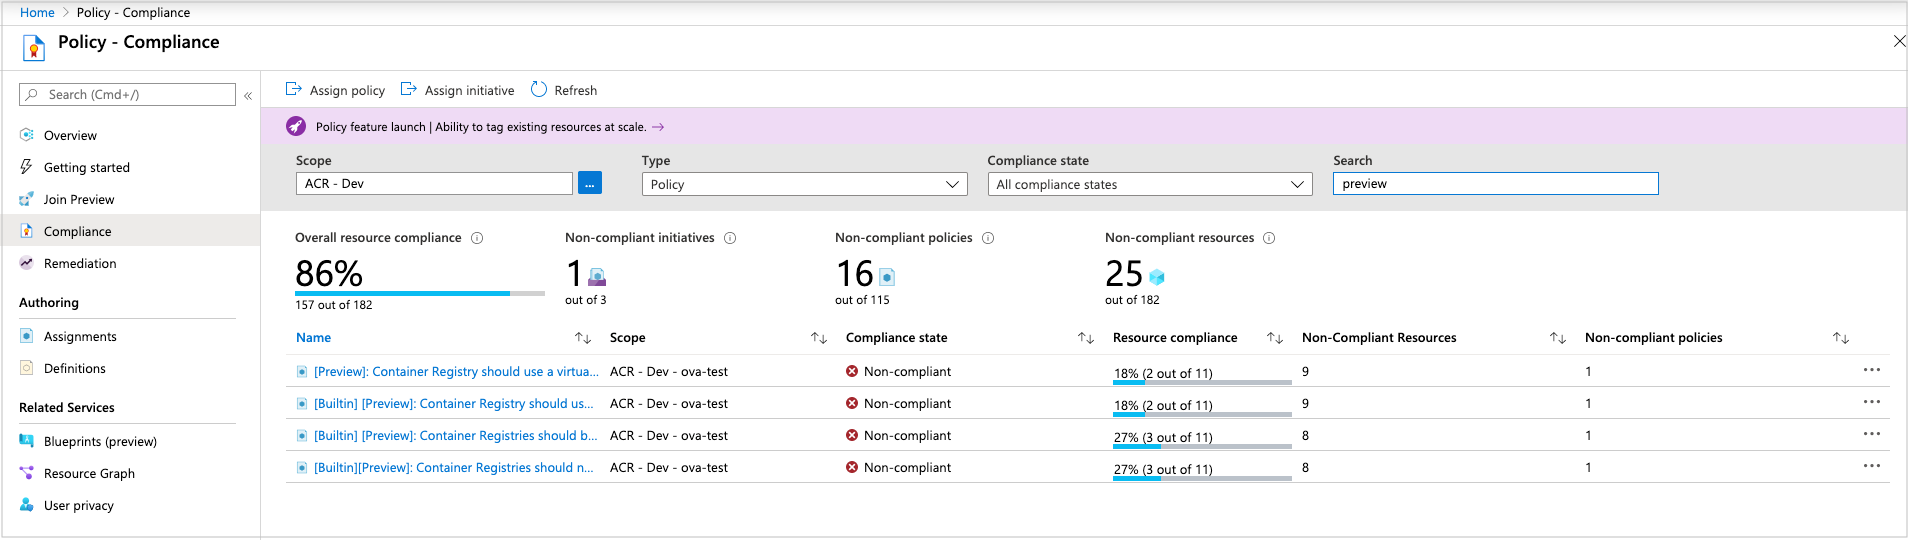 Home > Policy - Compliance
Policy - Compliance
Search (Cmd+/)
«
Overview
Getting started
Join Preview
Compliance
Remediation
Authoring
Assignments
Definitions
Related Services
Blueprints (preview)
Resource Graph
User privacy
Assign policy Assign initiative Refresh
Policy feature launch | Ability to tag existing resources at scale. →
Scope Type Compliance state Search
ACR - Dev ... Policy All compliance states preview
Overall resource compliance Non-compliant initiatives Non-compliant policies Non-compliant resources
86% 1 16 25
157 out of 182 out of 3 out of 115 out of 182
Name Scope Compliance state Resource compliance Non-Compliant Resources Non-compliant policies
[Preview]: Container Registry should use a virtua... ACR - Dev - ova-test Non-compliant 18% (2 out of 11) 9 1 ...
[Builtin] [Preview]: Container Registry should us... ACR - Dev - ova-test Non-compliant 18% (2 out of 11) 9 1 ...
[Builtin] [Preview]: Container Registries should b... ACR - Dev - ova-test Non-compliant 27% (3 out of 11) 8 1 ...
[Builtin][Preview]: Container Registries should n... ACR - Dev - ova-test Non-compliant 27% (3 out of 11) 8 1 ...